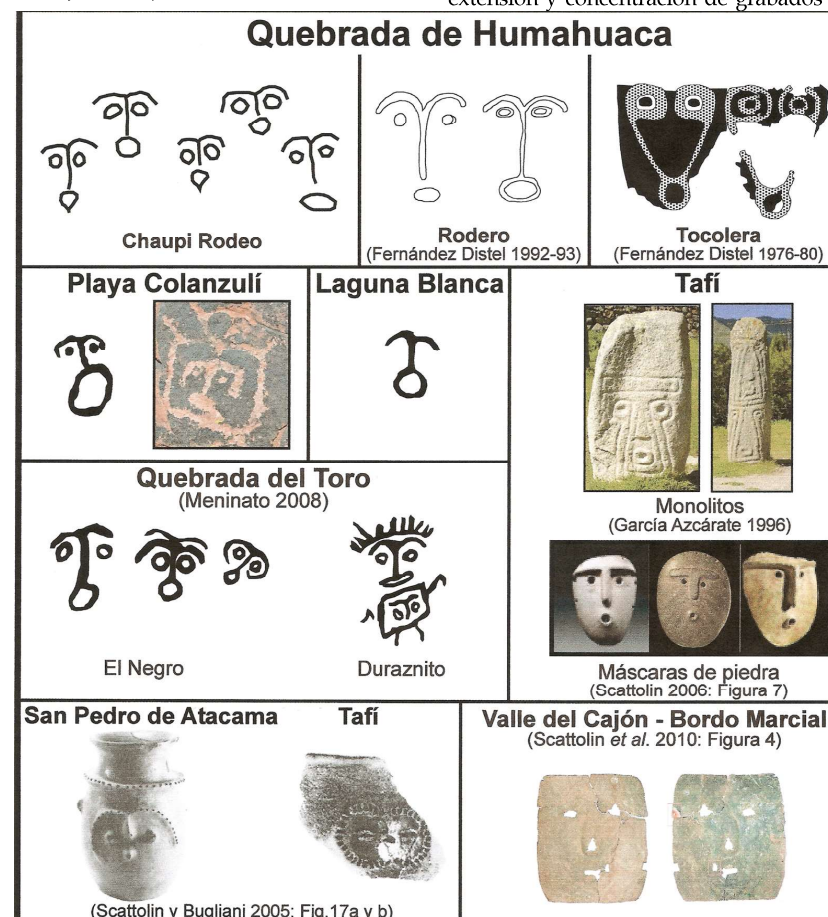 extensión y concentración de grabados
Quebrada de Humahuaca
Chaupi Rodeo
Rodero
(Fernández Distel 1992-93)
Tocolera
(Fernández Distel 1976-80)
Playa Colanzulí
Laguna Blanca
Tafí
Monolitos
(García Azcárate 1996)
Máscaras de piedra
(Scattolin 2006: Figura 7)
Quebrada del Toro
(Meninato 2008)
El Negro
Duraznito
San Pedro de Atacama
Tafí
(Scattolin y Bugliani 2005: Fig.17a y b)
Valle del Cajón - Bordo Marcial
(Scattolin et al. 2010: Figura 4)